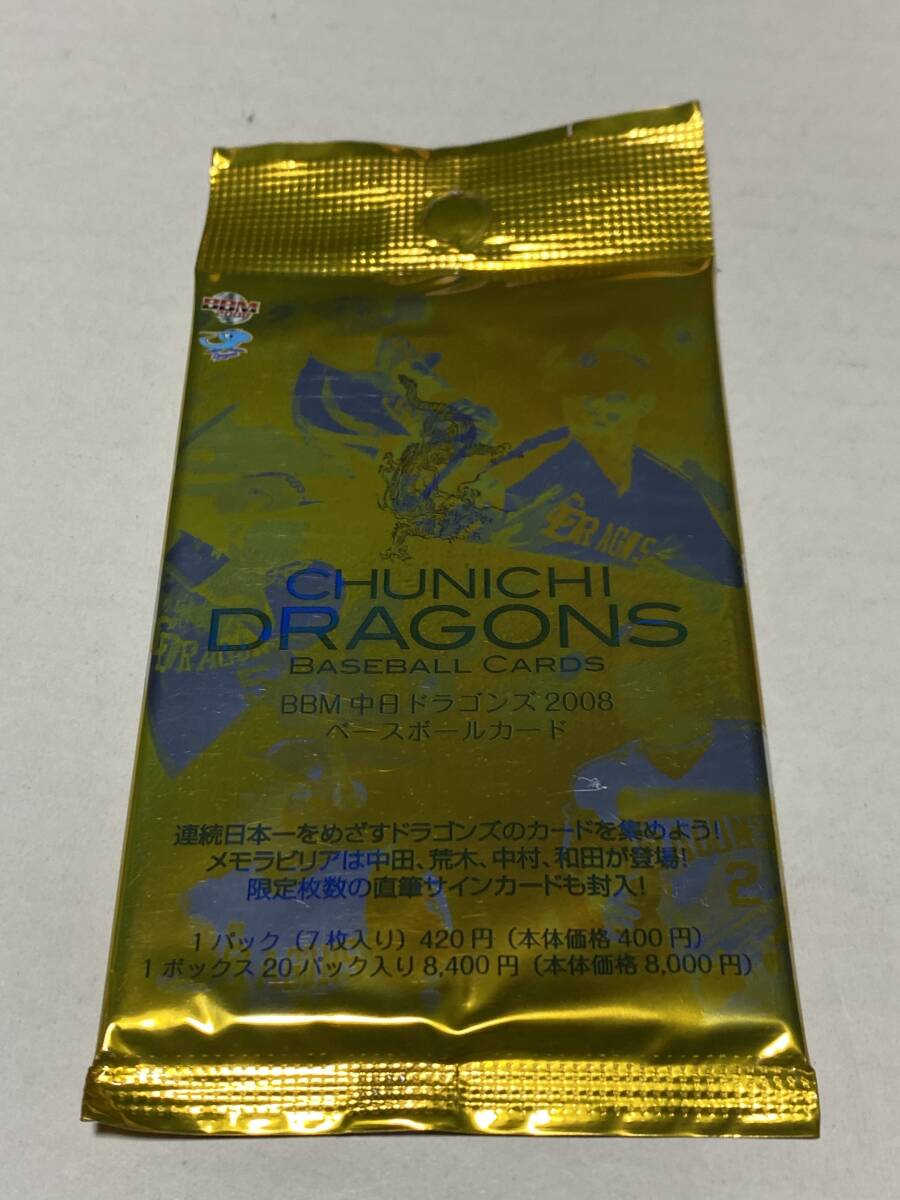 BBM
CHUNICHI
DRAGONS
BASEBALL CARDS
BBM 中日ドラゴンズ 2008
ベースボールカード
連続日本一をめざすドラゴンズのカードを集めよう!
メモラビリアは中田、荒木、中村、和田が登場!
限定枚数の直筆サインカードも封入!
1パック(7枚入り)420円(本体価格400円)
1ボックス20パック入り8,400円(本体価格8,000円)
DRAGONS
2